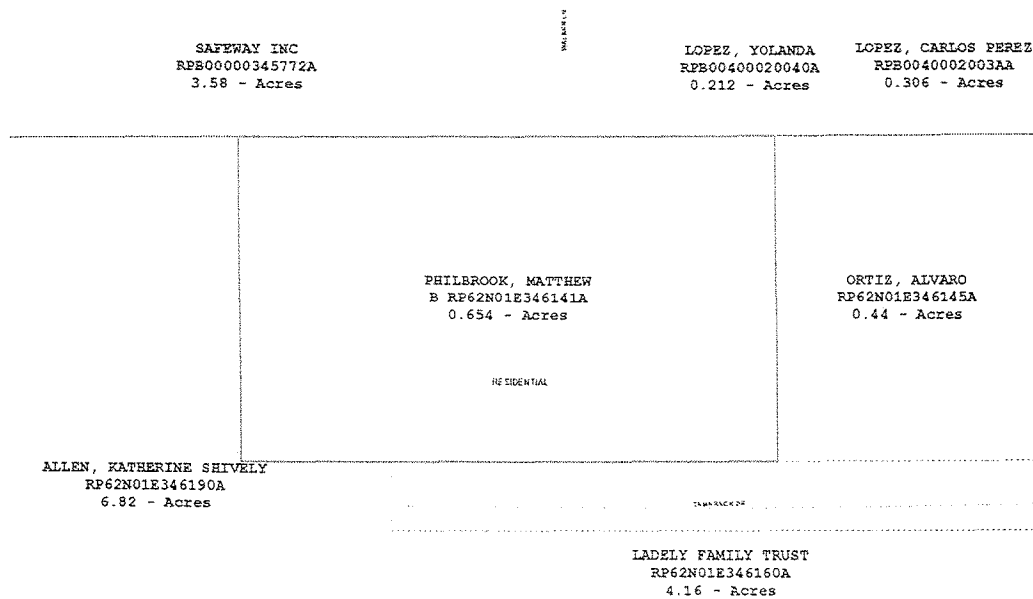 SAFEWAY INC
RPB00000345772A
3.58 - Acres
LOPEZ, YOLANDA
RPB00400020040A
0.212 - Acres
LOPEZ, CARLOS PEREZ
RPB0040002003AA
0.306 - Acres
PHILBROOK, MATTHEW
B RP62N01E346141A
0.654 - Acres
ORTIZ, ALVARO
RP62N01E346145A
0.44 - Acres
RESIDENTIAL
ALLEN, KATHERINE SHIVELY
RP62N01E346190A
6.82 - Acres
TAMARACK DR
LADELY FAMILY TRUST
RP62N01E346160A
4.16 - Acres